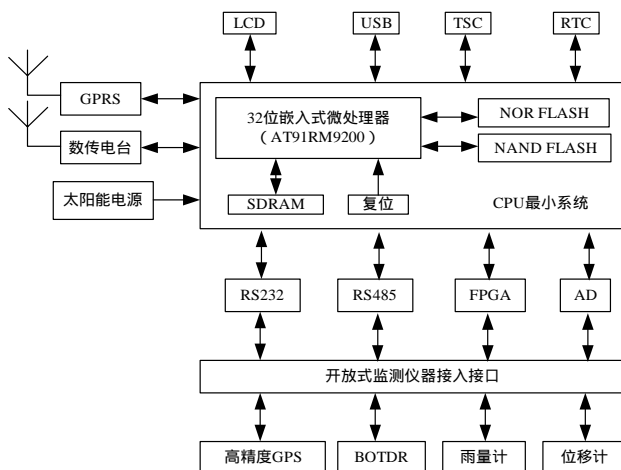 LCD
USB
TSC
RTC
GPRS
数传电台
太阳能电源
32位嵌入式微处理器
（AT91RM9200）
NOR FLASH
NAND FLASH
SDRAM
复位
CPU最小系统
RS232
RS485
FPGA
AD
开放式监测仪器接入接口
高精度GPS
BOTDR
雨量计
位移计